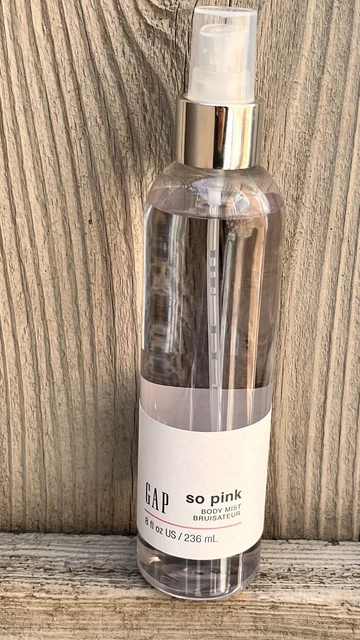 GAP
so pink
BODY MIST
BRUISATEUR
8 fl oz US / 236 mL